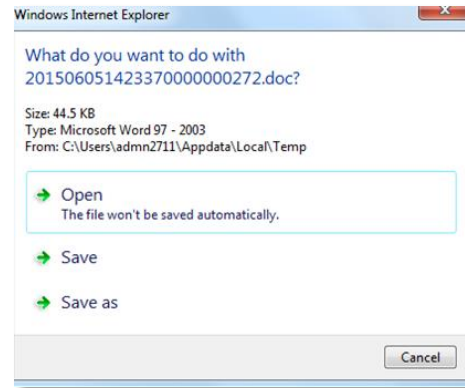 Windows Internet Explorer
What do you want to do with
20150605142337000000272.doc?
Size: 44.5 KB
Type: Microsoft Word 97 - 2003
From: C:\Users\admn2711\Appdata\Local\Temp
Open
The file won't be saved automatically.
Save
Save as
Cancel